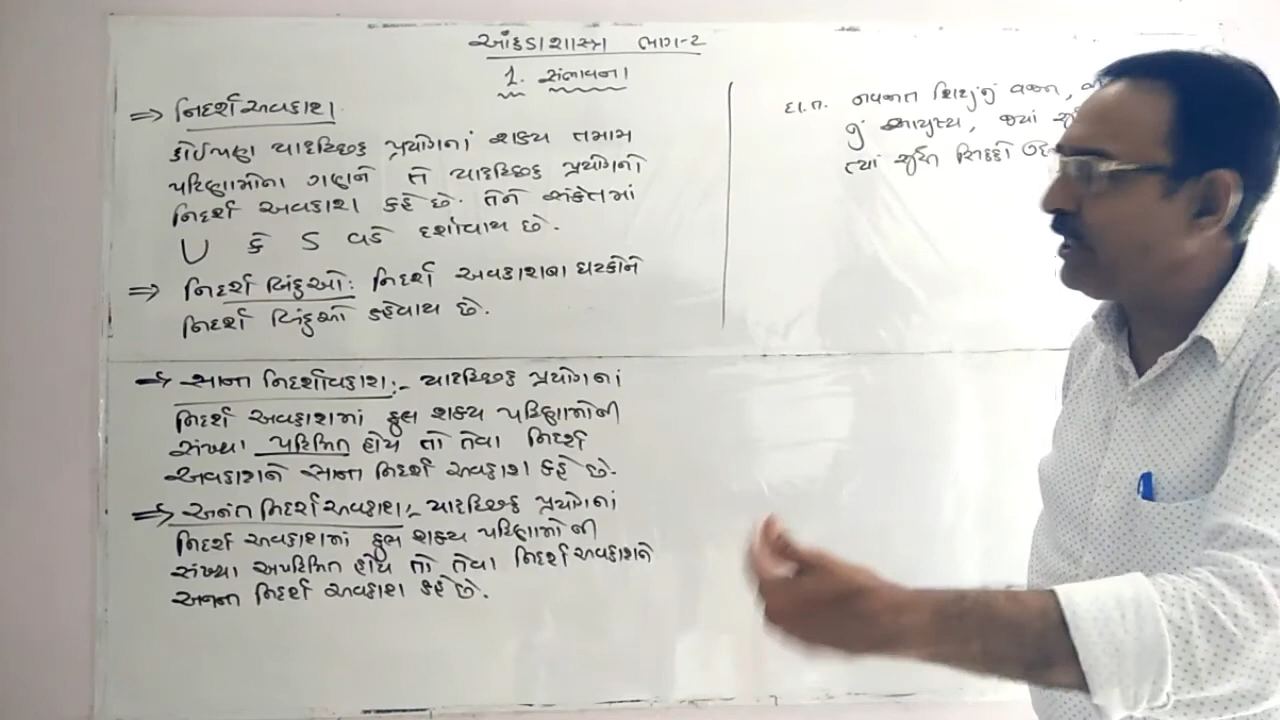 આંકડાશાસ્ત્ર ભાગ-2
1. સંભાવના
⇒ નિદર્શ અવકાશ
કોઈપણ યાદચ્છિક પ્રયોગનાં શક્ય તમામ
પરિણામોના ગણને તે યાદચ્છિક પ્રયોગનો
નિદર્શ અવકાશ કહે છે. તેને સંકેતમાં
U કે S વડે દર્શાવાય છે.
⇒ નિદર્શ બિંદુઓ: નિદર્શ અવકાશના ઘટકોને
નિદર્શ બિંદુઓ કહેવાય છે.
⇒ સાન્ત નિદર્શાવકાશ:- યાદચ્છિક પ્રયોગનાં
નિદર્શ અવકાશમાં કુલ શક્ય પરિણામોની
સંખ્યા પરિમિત હોય તો તેવા નિદર્શ
અવકાશને સાન્ત નિદર્શ અવકાશ કહે છે.
⇒ અનંત નિદર્શ અવકાશ:- યાદચ્છિક પ્રયોગનાં
નિદર્શ અવકાશમાં કુલ શક્ય પરિણામોની
સંખ્યા અપરિમિત હોય તો તેવા નિદર્શ અવકાશને
અનન્ત નિદર્શ અવકાશ કહે છે.
દા.ત. નવજાત શિશુનું વજન,
નું આયુષ્ય, જ્યાં સુધી
ત્યાં સુધી સિક્કો